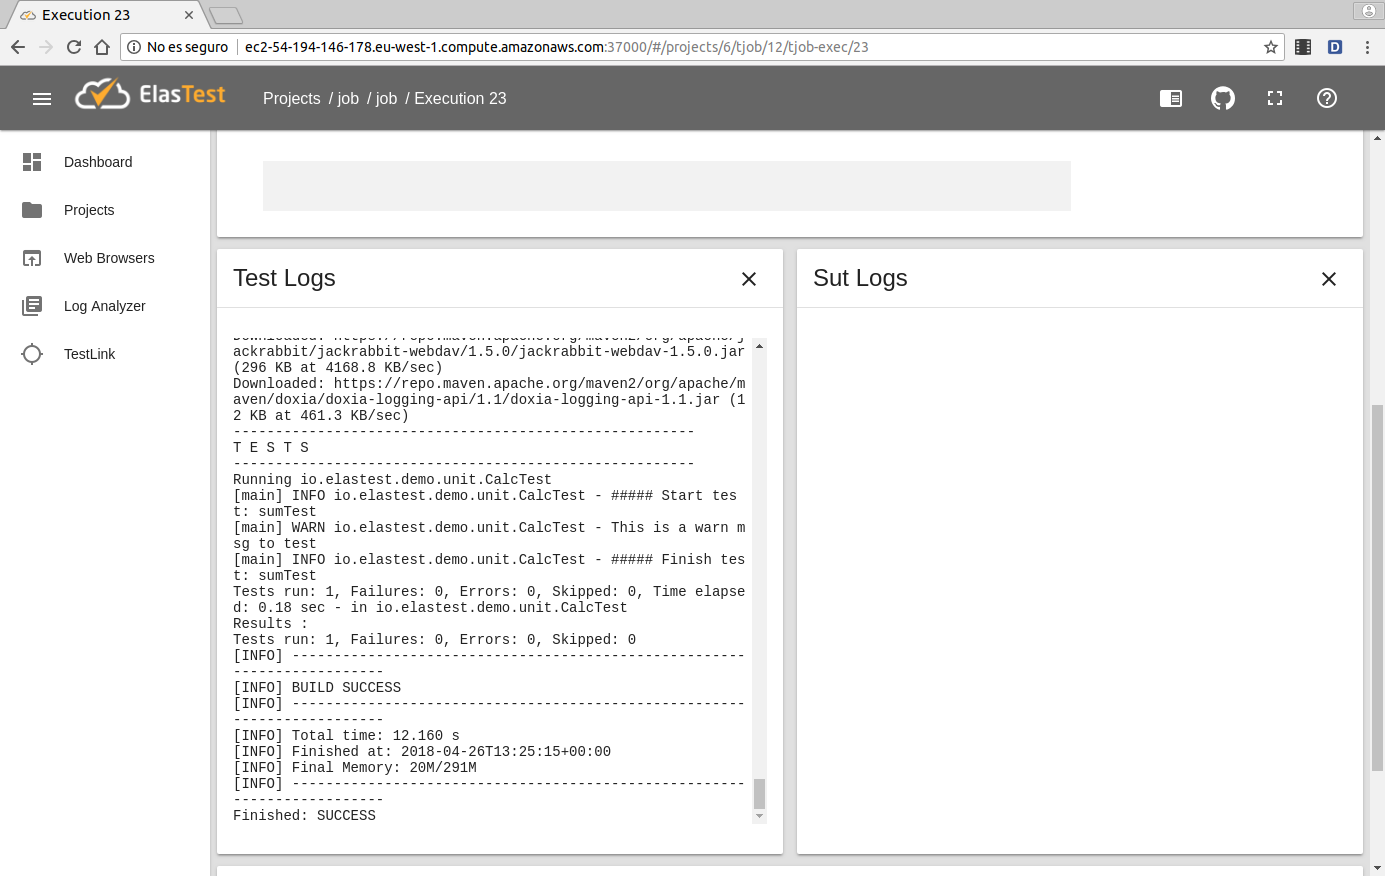 Execution 23
No es seguro
ec2-54-194-146-178.eu-west-1.compute.amazonaws.com:37000/#/projects/6/tjob/12/tjob-exec/23
D
ElasTest
Projects / job / job / Execution 23
Dashboard
Projects
Web Browsers
Log Analyzer
TestLink
Test Logs
Downloaded: https://repo.maven.apache.org/maven2/org/apache/j
ackrabbit/jackrabbit-webdav/1.5.0/jackrabbit-webdav-1.5.0.jar
(296 KB at 4168.8 KB/sec)
Downloaded: https://repo.maven.apache.org/maven2/org/apache/m
aven/doxia/doxia-logging-api/1.1/doxia-logging-api-1.1.jar (1
2 KB at 461.3 KB/sec)
-------------------------------------------------------
T E S T S
-------------------------------------------------------
Running io.elastest.demo.unit.CalcTest
[main] INFO io.elastest.demo.unit.CalcTest - ##### Start tes
t: sumTest
[main] WARN io.elastest.demo.unit.CalcTest - This is a warn m
sg to test
[main] INFO io.elastest.demo.unit.CalcTest - ##### Finish tes
t: sumTest
Tests run: 1, Failures: 0, Errors: 0, Skipped: 0, Time elapse
d: 0.18 sec - in io.elastest.demo.unit.CalcTest
Results :
Tests run: 1, Failures: 0, Errors: 0, Skipped: 0
[INFO] ------------------------------------------------------
------------------
[INFO] BUILD SUCCESS
[INFO] ------------------------------------------------------
------------------
[INFO] Total time: 12.160 s
[INFO] Finished at: 2018-04-26T13:25:15+00:00
[INFO] Final Memory: 20M/291M
[INFO] ------------------------------------------------------
------------------
Finished: SUCCESS
Sut Logs